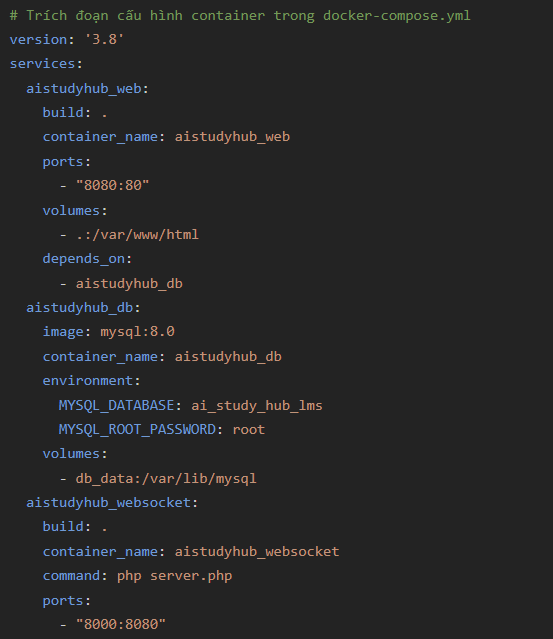 # Trích đoạn cấu hình container trong docker-compose.yml
version: '3.8'
services:
  aistudyhub_web:
    build: .
    container_name: aistudyhub_web
    ports:
      - "8080:80"
    volumes:
      - .:/var/www/html
    depends_on:
      - aistudyhub_db
  aistudyhub_db:
    image: mysql:8.0
    container_name: aistudyhub_db
    environment:
      MYSQL_DATABASE: ai_study_hub_lms
      MYSQL_ROOT_PASSWORD: root
    volumes:
      - db_data:/var/lib/mysql
  aistudyhub_websocket:
    build: .
    container_name: aistudyhub_websocket
    command: php server.php
    ports:
      - "8000:8080"